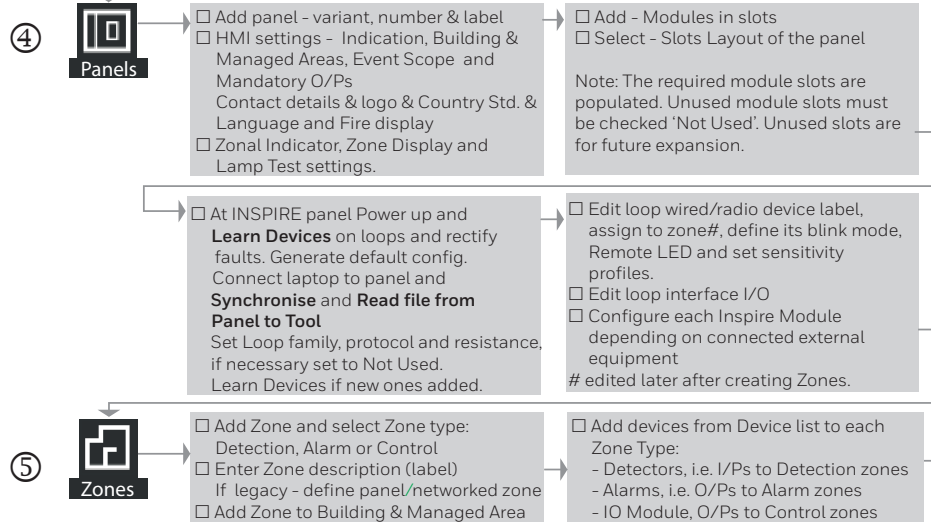 ④
Panels
☐ Add panel - variant, number & label
☐ HMI settings - Indication, Building &
Managed Areas, Event Scope and
Mandatory O/Ps
Contact details & logo & Country Std. &
Language and Fire display
☐ Zonal Indicator, Zone Display and
Lamp Test settings.
☐ Add - Modules in slots
☐ Select - Slots Layout of the panel
Note: The required module slots are
populated. Unused module slots must
be checked 'Not Used'. Unused slots are
for future expansion.
☐ At INSPIRE panel Power up and
Learn Devices on loops and rectify
faults. Generate default config.
Connect laptop to panel and
Synchronise and Read file from
Panel to Tool
Set Loop family, protocol and resistance,
if necessary set to Not Used.
Learn Devices if new ones added.
☐ Edit loop wired/radio device label,
assign to zone#, define its blink mode,
Remote LED and set sensitivity
profiles.
☐ Edit loop interface I/O
☐ Configure each Inspire Module
depending on connected external
equipment
# edited later after creating Zones.
⑤
Zones
☐ Add Zone and select Zone type:
Detection, Alarm or Control
☐ Enter Zone description (label)
If legacy - define panel/networked zone
☐ Add Zone to Building & Managed Area
☐ Add devices from Device list to each
Zone Type:
- Detectors, i.e. I/Ps to Detection zones
- Alarms, i.e. O/Ps to Alarm zones
- IO Module, O/Ps to Control zones